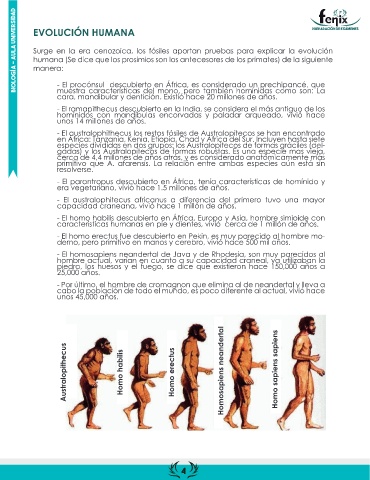 BIOLOGÍA – AULA UNIVERSIDAD
fenix
EVOLUCIÓN HUMANA
Surge en la era cenozoica, los fósiles aportan pruebas para explicar la evolución
humana (Se dice que los prosimios son los antecesores de los primates) de la siguiente
manera:
- El procónsul descubierto en África, es considerado un prechipancé, que
muestra características del mono, pero también homínidas como son: La
cara, mandibular y dentición. Existió hace 20 millones de años.
- El ramapithecus descubierto en la India, se considera el más antiguo de los
homínidos con mandíbulas encorvadas y paladar arqueado, vivió hace
unos 14 millones de años.
- El australophithecus los restos fósiles de Australopitecos se han encontrado
en África: Tanzania, Kenia, Etiopía, Chad y África del Sur. Incluyen hasta siete
especies divididas en dos grupos: los Australopitecos de formas gráciles (del-
gadas) y los Australopitecos de formas robustas. Es una especie más vieja,
cerca de 4,4 millones de años atrás, y es considerado anatómicamente más
primitivo que A. afarensis. La relación entre ambas especies aún está sin
resolverse.
- El parantropus descubierto en África, tenía características de homínido y
era vegetariano, vivió hace 1.5 millones de años.
- El australophitecus africanus a diferencia del primero tuvo una mayor
capacidad craneano, vivió hace 1 millón de años.
- El homo habilis descubierto en África, Europa y Asia, hombre simioide con
características humanas en pie y dientes, vivió cerca de 1 millón de años.
- El homo erectus fue descubierto en Pekín, es muy parecido al hombre mo-
derno, pero primitivo en manos y cerebro, vivió hace 500 mil años.
- El homosapiens neandertal de Java y de Rhodesia, son muy parecidos al
hombre actual, varían en cuanto a su capacidad craneal, ya utilizaban la
piedra, los huesos y el fuego, se dice que existieron hace 150,000 años a
25,000 años.
- Por último, el hombre de cromagnon que elimina al de neandertal y lleva a
cabo la población de todo el mundo, es poco diferente al actual, vivió hace
unos 45,000 años.
Australopithecus
Homo habilis
Homo erectus
Homosapiens neandertal
Homo sapiens sapiens
4